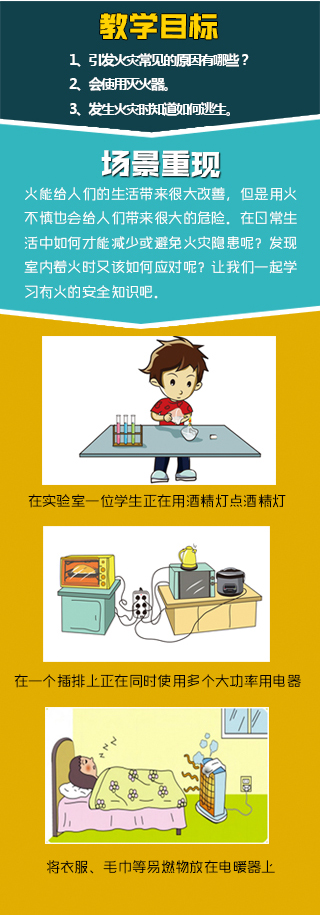 教学目标
1、引发火灾常见的原因有哪些？
2、会使用灭火器。
3、发生火灾时知道如何逃生。
场景重现
火能给人们的生活带来很大改善，但是用火
不慎也会给人们带来很大的危险。在日常生
活中如何才能减少或避免火灾隐患呢？发现
室内着火时又该如何应对呢？让我们一起学
习有火的安全知识吧。
在实验室一位学生正在用酒精灯点酒精灯
在一个插排上正在同时使用多个大功率用电器
将衣服、毛巾等易燃物放在电暖器上